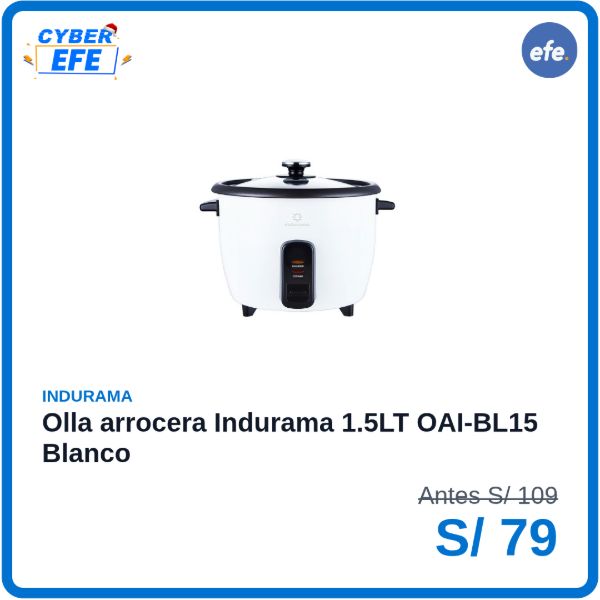 CYBER
EFE
efe.
INDURAMA
Olla arrocera Indurama 1.5LT OAI-BL15
Blanco
Antes S/ 109
S/ 79